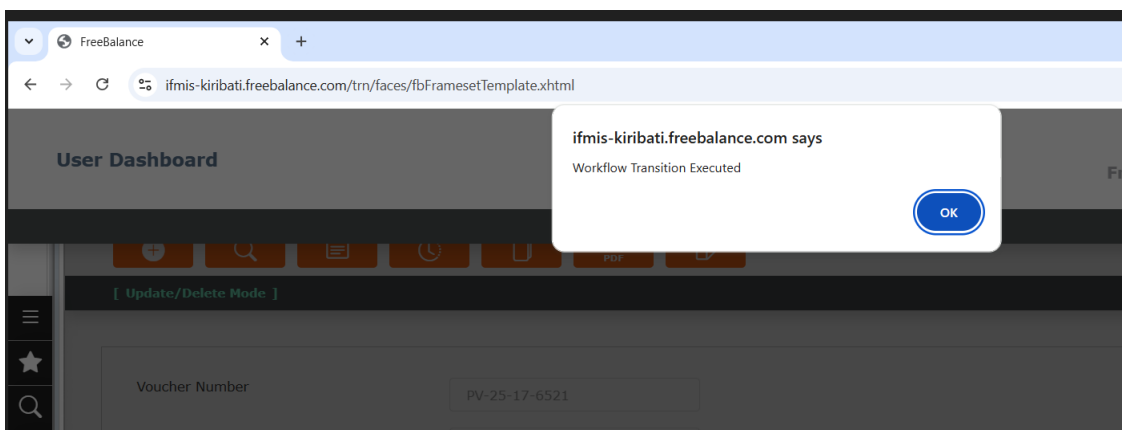 FreeBalance
ifmis-kiribati.freebalance.com/trn/faces/fbFramesetTemplate.xhtml
ifmis-kiribati.freebalance.com says
User Dashboard
Workflow Transition Executed
Fr
OK
PDF
[ Update/Delete Mode ]
Voucher Number
PV-25-17-6521